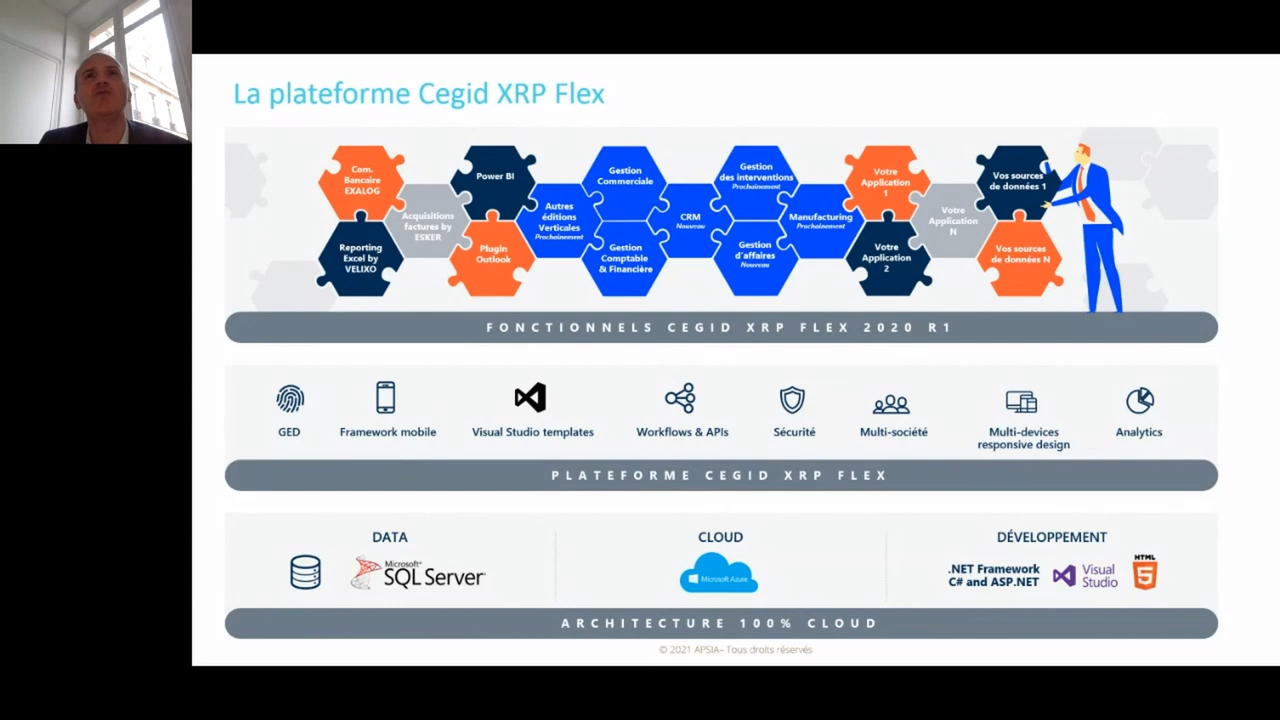 La plateforme Cegid XRP Flex
Com.
Bancaire
EXALOG
Acquisitions
factures by
ESKER
Reporting
Excel by
VELIXO
Power BI
Plugin
Outlook
Autres
éditions
Verticales
Prochainement
Gestion
Commerciale
Gestion
Comptable
& Financière
CRM
Nouveau
Gestion
des interventions
Prochainement
Gestion
d'affaires
Nouveau
Manufacturing
Prochainement
Votre
Application
1
Votre
Application
2
Votre
Application
N
Vos sources
de données 1
Vos sources
de données N
FONCTIONNELS CEGID XRP FLEX 2020 R1
GED
Framework mobile
Visual Studio templates
Workflows & APIs
Sécurité
Multi-société
Multi-devices
responsive design
Analytics
PLATEFORME CEGID XRP FLEX
DATA
Microsoft®
SQL Server
CLOUD
Microsoft Azure
DÉVELOPPEMENT
.NET Framework
C# and ASP.NET
Visual
Studio
HTML
5
ARCHITECTURE 100% CLOUD
© 2021 APSIA– Tous droits réservés